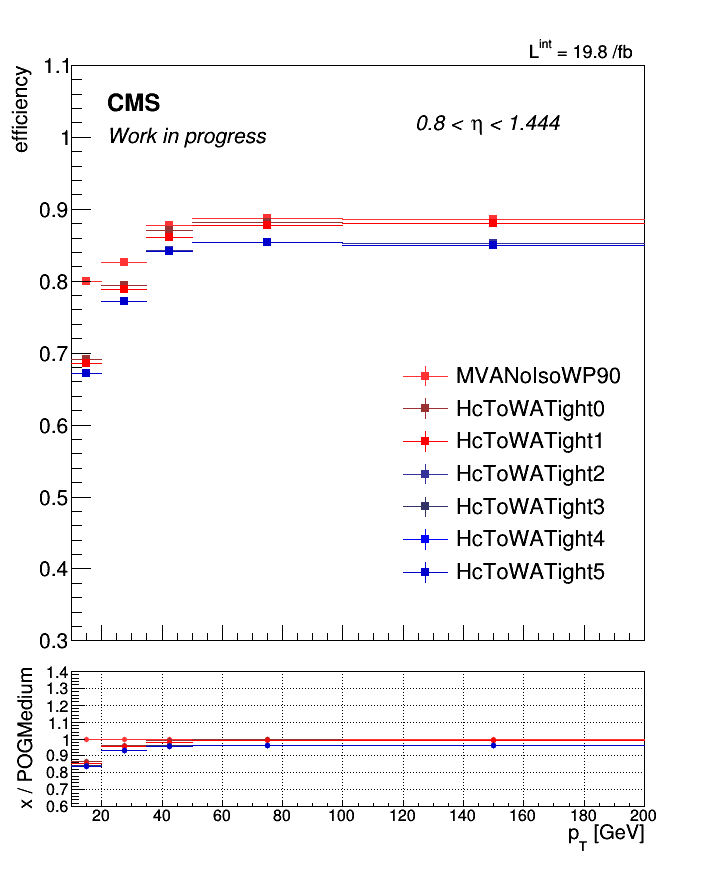 L^int = 19.8 /fb
efficiency
1.1
CMS
Work in progress
0.8 < η < 1.444
1
0.9
0.8
0.7
0.6
0.5
0.4
0.3
MVANoIsoWP90
HcToWATight0
HcToWATight1
HcToWATight2
HcToWATight3
HcToWATight4
HcToWATight5
x / POGMedium
1.4
1.3
1.2
1.1
1
0.9
0.8
0.7
0.6
20 40 60 80 100 120 140 160 180 200
p_T [GeV]